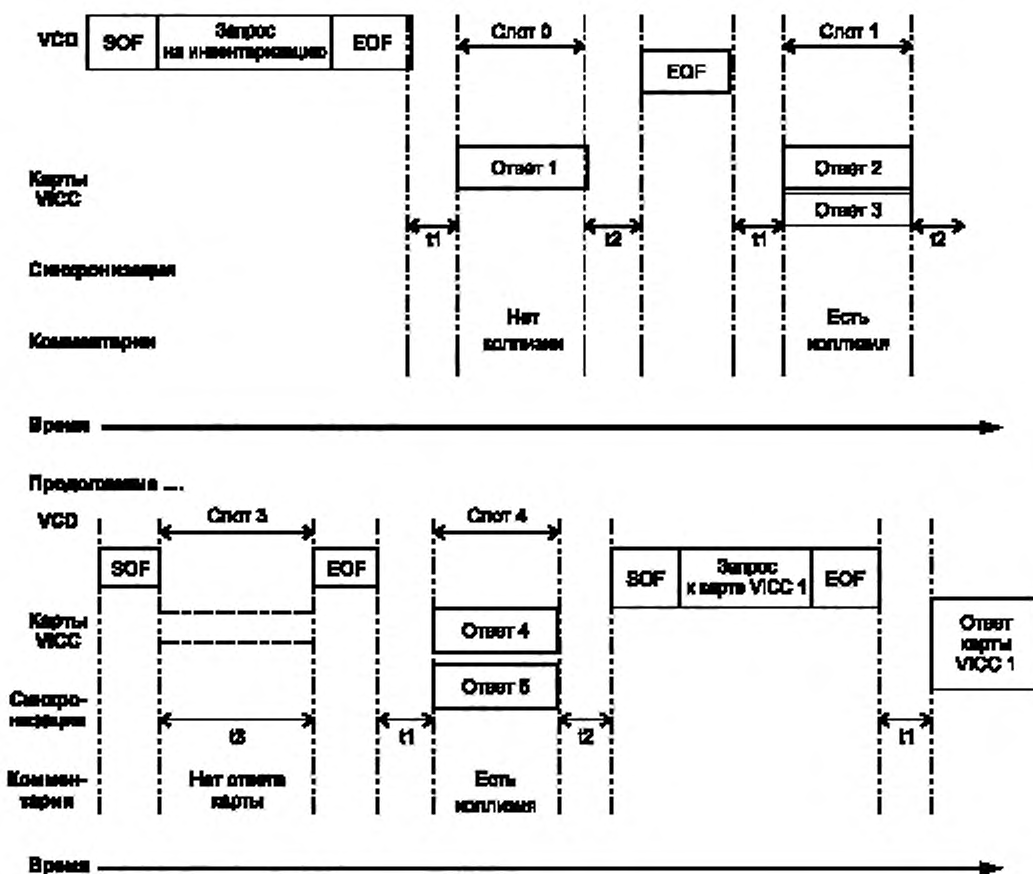 Слот 0
Слот 1
VCD
SOF
Запрос
на инвентаризацию
EOF
EOF
Карты
VICC
Ответ 1
Ответ 2
Ответ 3
t1
t2
t1
t2
Синхронизация
Комментарии
Нет
коллизии
Есть
коллизия
Время
Продолжение ....
VCD
Слот 3
Слот 4
SOF
EOF
SOF
Запрос
к карте VICC 1
EOF
Карты
VICC
Ответ 4
Ответ 5
Ответ
карты
VICC 1
Синхро-
низация
t3
t1
t2
t1
Коммен-
тарии
Нет ответа
карты
Есть
коллизия
Время